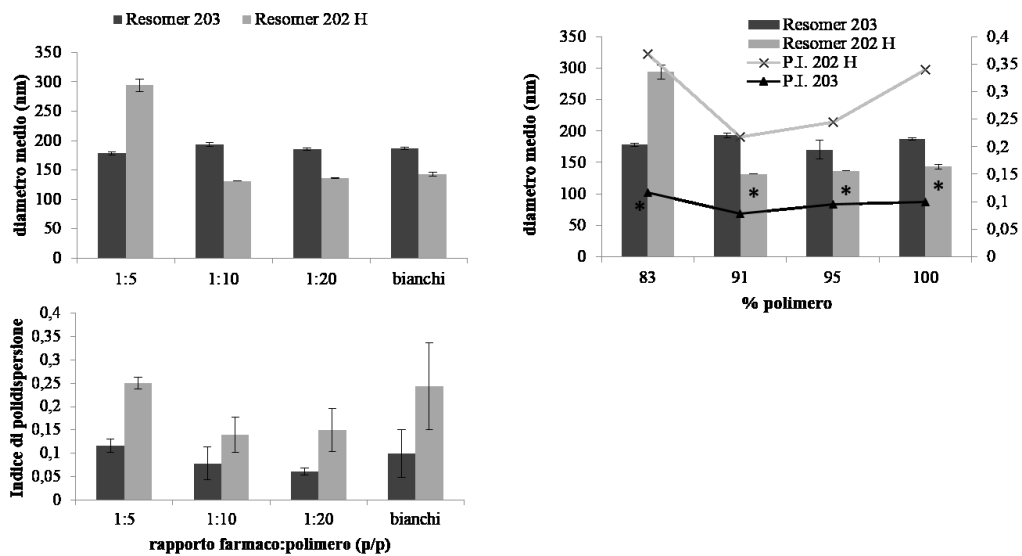 Resomer 203 Resomer 202 H
diametro medio (nm)
350
300
250
200
150
100
50
0
1:5 1:10 1:20 bianchi
Indice di polidispersione
0,4
0,35
0,3
0,25
0,2
0,15
0,1
0,05
0
1:5 1:10 1:20 bianchi
rapporto farmaco:polimero (p/p)
Resomer 203
Resomer 202 H
P.I. 202 H
P.I. 203
diametro medio (nm)
350
300
250
200
150
100
50
0
0,4
0,35
0,3
0,25
0,2
0,15
0,1
0,05
0
* * * *
83 91 95 100
% polimero